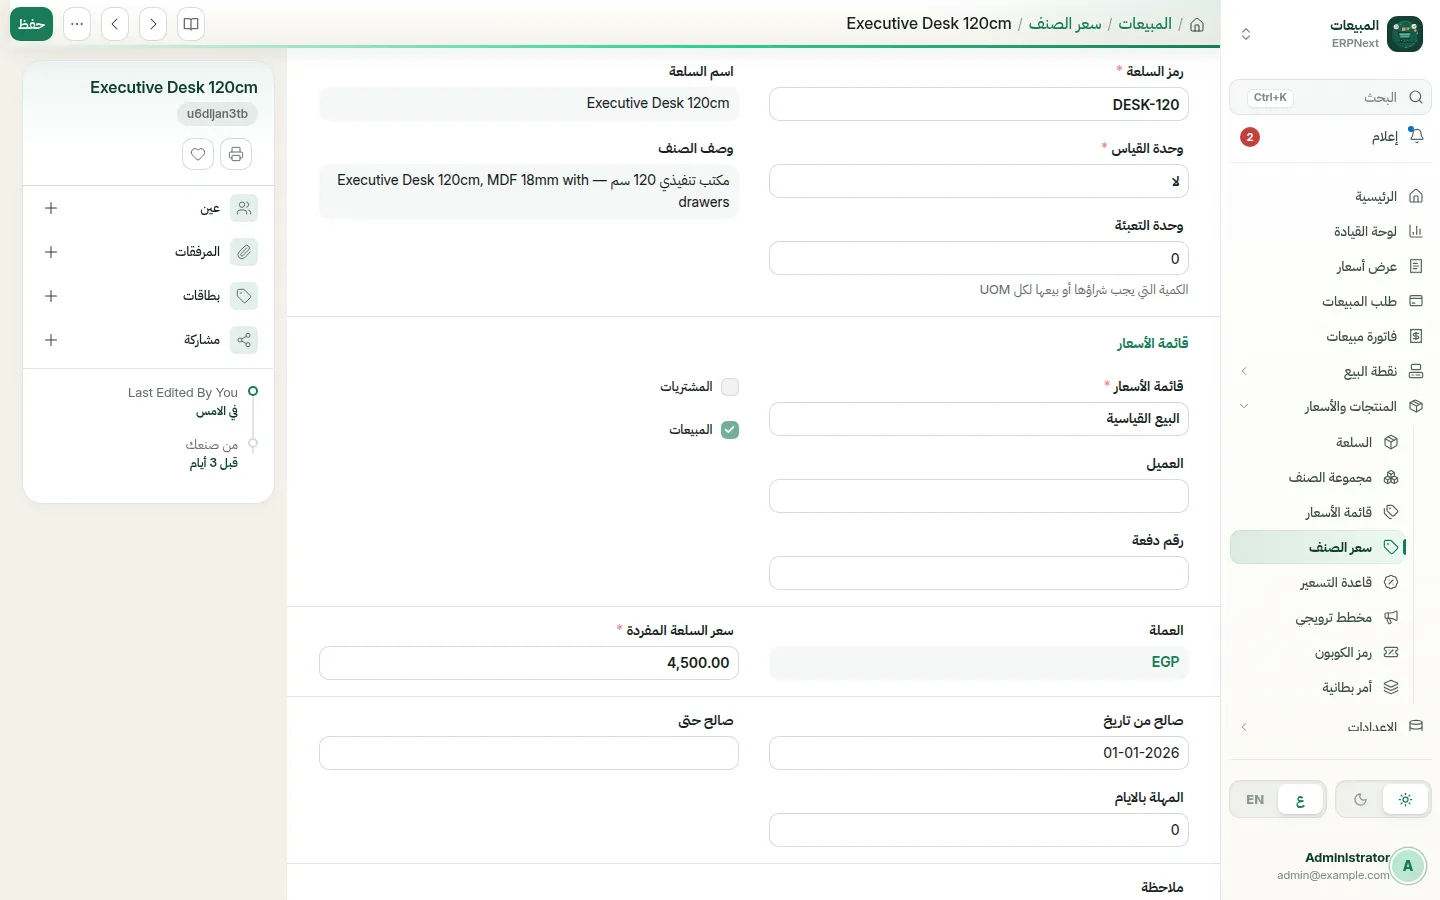 المبيعات
ERPNext
البحث
Ctrl+K
إعلام
2
الرئيسية
لوحة القيادة
عرض أسعار
طلب المبيعات
فاتورة مبيعات
نقطة البيع
المنتجات والأسعار
السلعة
مجموعة الصنف
قائمة الأسعار
سعر الصنف
قاعدة التسعير
مخطط ترويجي
رمز الكوبون
أمر بطانية
الاعدادات
ع
EN
Administrator
admin@example.com
A
المبيعات / سعر الصنف / Executive Desk 120cm
حفظ
رمز السلعة *
DESK-120
وحدة القياس *
لا
وحدة التعبئة
0
الكمية التي يجب شراؤها أو بيعها لكل UOM
اسم السلعة
Executive Desk 120cm
وصف الصنف
مكتب تنفيذي 120 سم — Executive Desk 120cm, MDF 18mm with
drawers
قائمة الأسعار
قائمة الأسعار *
البيع القياسية
العميل
رقم دفعة
المشتريات
المبيعات
العملة
EGP
سعر السلعة المفردة *
4,500.00
صالح من تاريخ
01-01-2026
المهلة بالايام
0
صالح حتى
ملاحظة
Executive Desk 120cm
u6dljan3tb
عين
المرفقات
بطاقات
مشاركة
Last Edited By You
في الامس
من صنعك
قبل 3 أيام